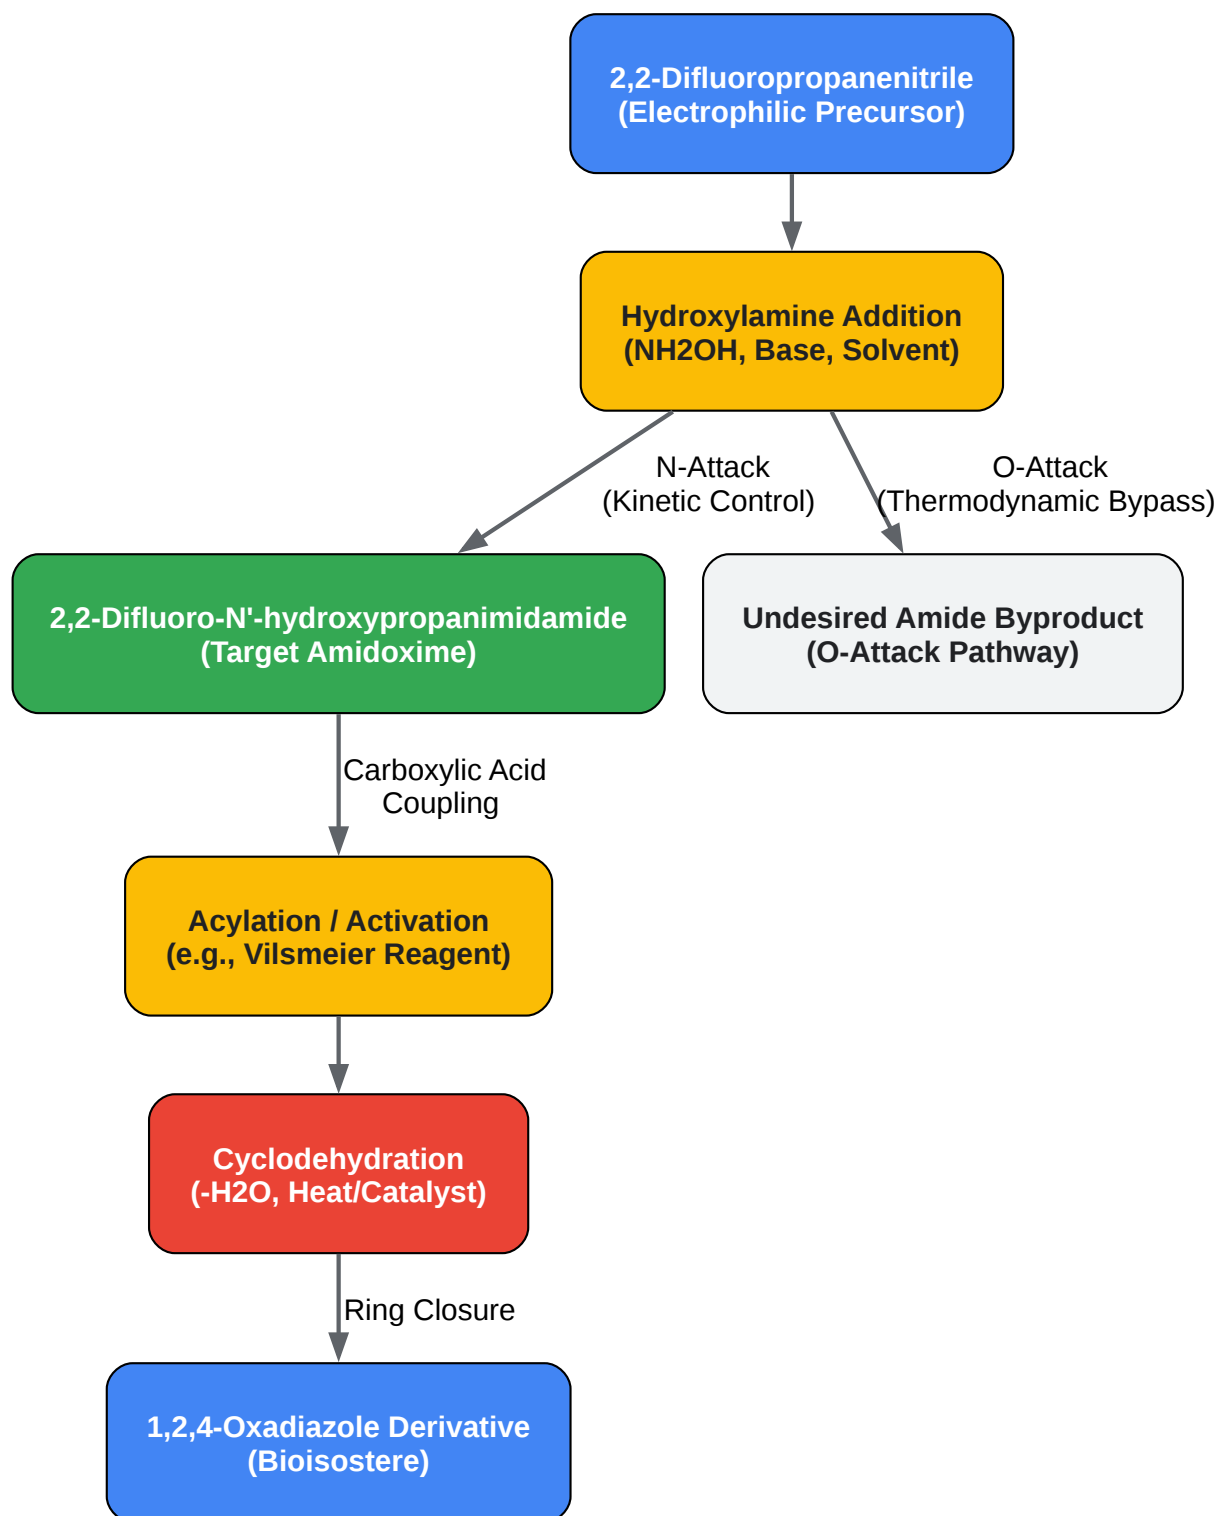 2,2-Difluoropropanenitrile
(Electrophilic Precursor)
Hydroxylamine Addition
(NH2OH, Base, Solvent)
N-Attack
(Kinetic Control)
O-Attack
(Thermodynamic Bypass)
2,2-Difluoro-N'-hydroxypropanimidamide
(Target Amidoxime)
Undesired Amide Byproduct
(O-Attack Pathway)
Carboxylic Acid
Coupling
Acylation / Activation
(e.g., Vilsmeier Reagent)
Cyclodehydration
(-H2O, Heat/Catalyst)
Ring Closure
1,2,4-Oxadiazole Derivative
(Bioisostere)